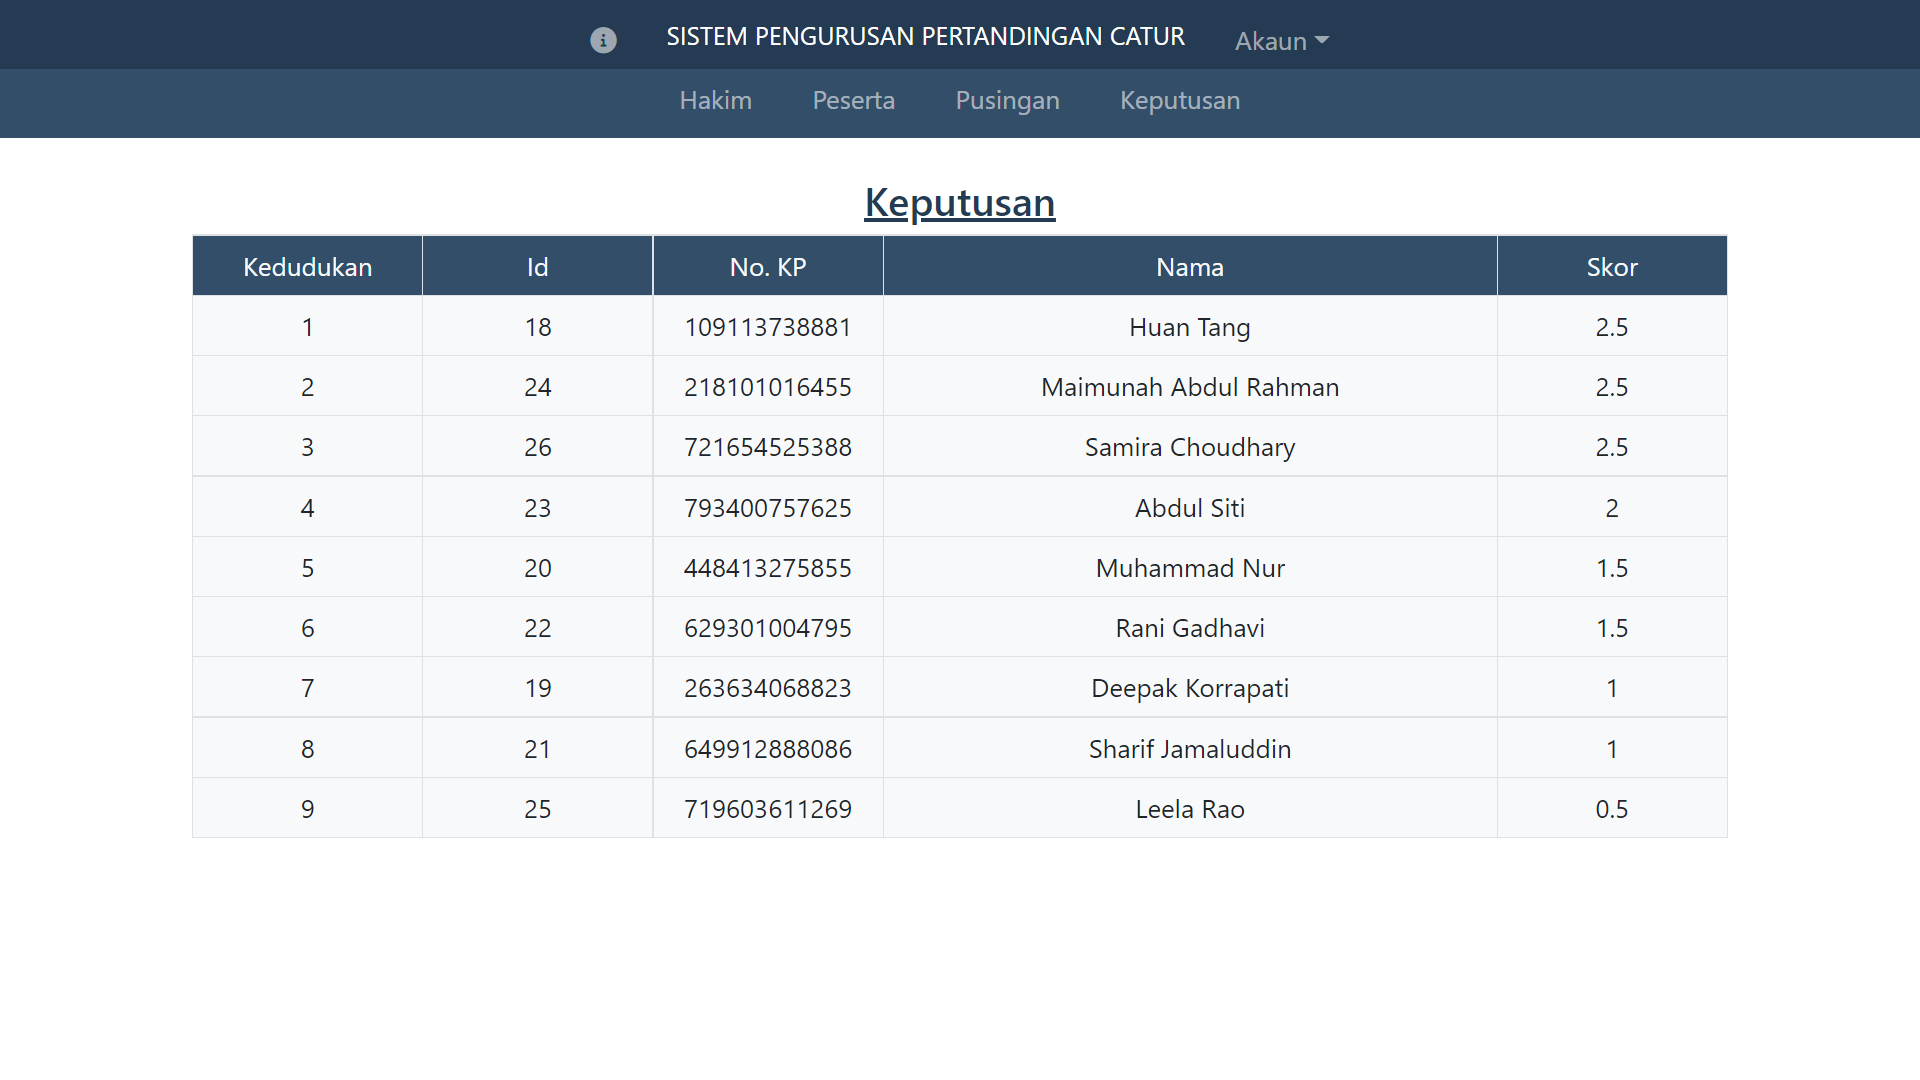 SISTEM PENGURUSAN PERTANDINGAN CATUR Akaun
Hakim Peserta Pusingan Keputusan
Keputusan
Kedudukan Id No. KP Nama Skor
1 18 109113738881 Huan Tang 2.5
2 24 218101016455 Maimunah Abdul Rahman 2.5
3 26 721654525388 Samira Choudhary 2.5
4 23 793400757625 Abdul Siti 2
5 20 448413275855 Muhammad Nur 1.5
6 22 629301004795 Rani Gadhavi 1.5
7 19 263634068823 Deepak Korrapati 1
8 21 649912888086 Sharif Jamaluddin 1
9 25 719603611269 Leela Rao 0.5